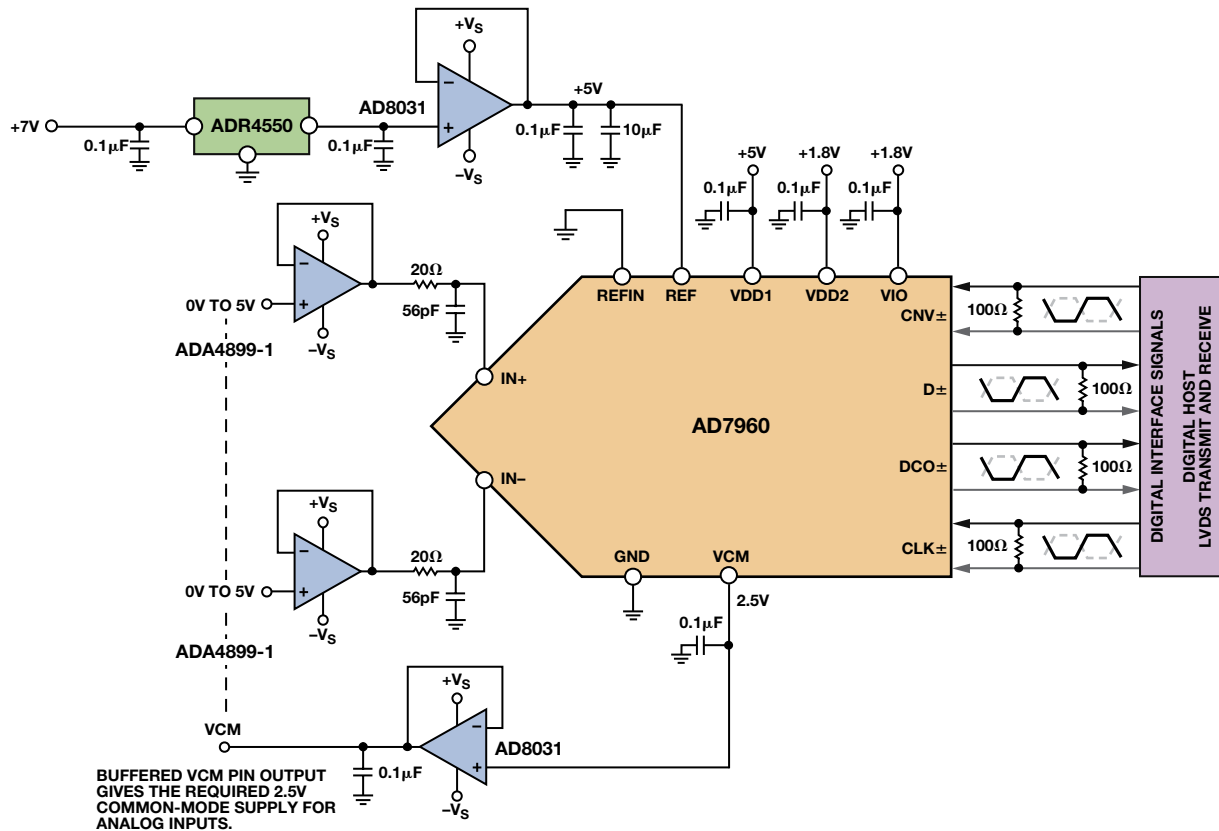 +VS
+7V
0.1µF
ADR4550
0.1µF
AD8031
−
+
−VS
+5V
0.1µF
10µF
+5V
+1.8V
+1.8V
0.1µF
0.1µF
0.1µF
REFIN
REF
VDD1
VDD2
VIO
+VS
−
+
−VS
0V TO 5V
ADA4899-1
20Ω
56pF
IN+
AD7960
CNV±
100Ω
D±
100Ω
DCO±
100Ω
CLK±
100Ω
DIGITAL INTERFACE SIGNALS
DIGITAL HOST
LVDS TRANSMIT AND RECEIVE
IN−
+VS
−
+
−VS
0V TO 5V
ADA4899-1
20Ω
56pF
GND
VCM
2.5V
0.1µF
+VS
−
+
−VS
AD8031
VCM
0.1µF
BUFFERED VCM PIN OUTPUT
GIVES THE REQUIRED 2.5V
COMMON-MODE SUPPLY FOR
ANALOG INPUTS.